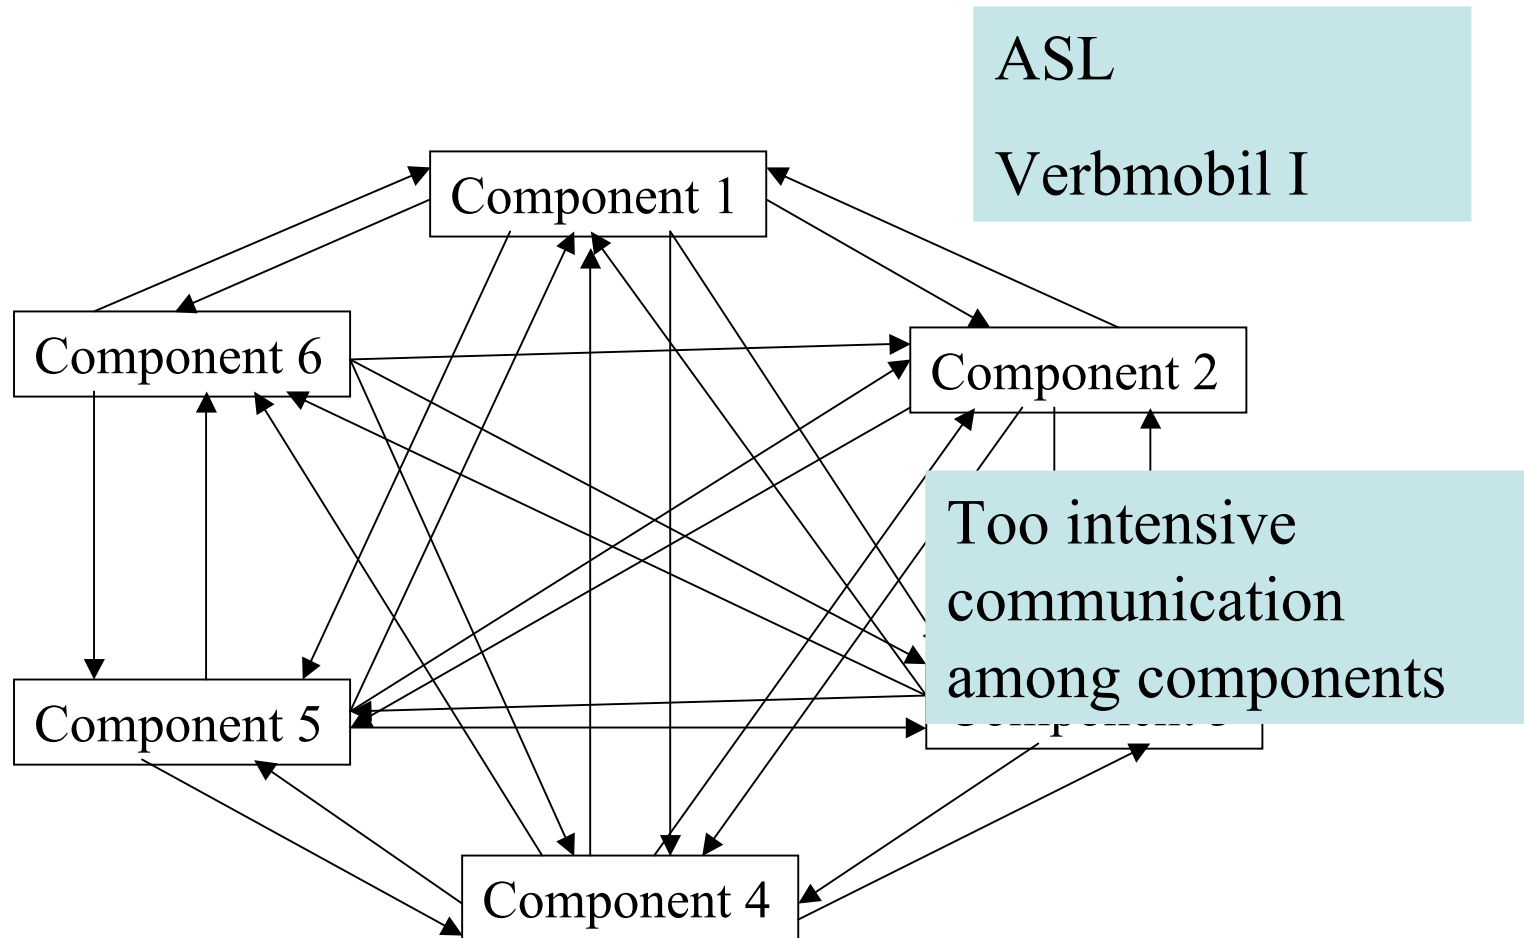 ASL
Verbmobil I
Component 1
Component 6
Component 2
Too intensive
communication
among components
Component 5
Component 4